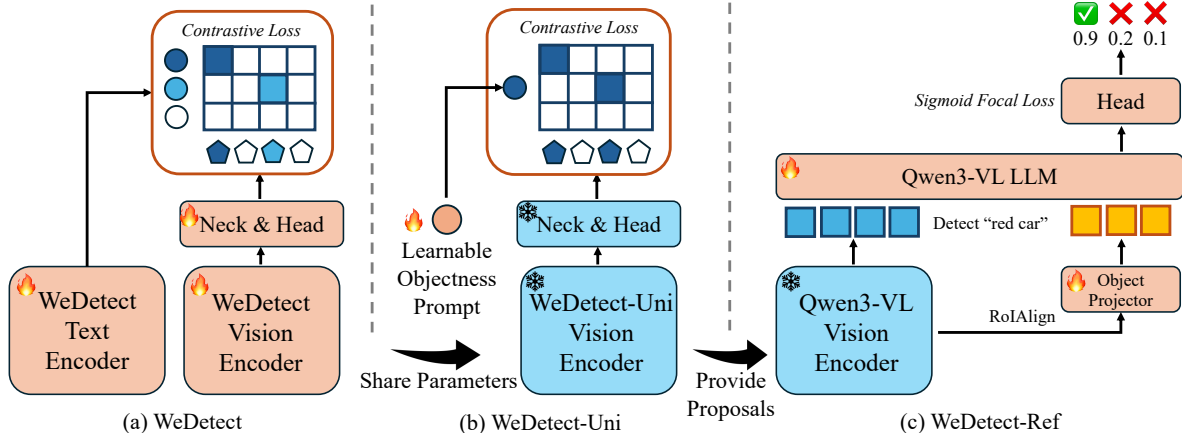 Contrastive Loss
Neck & Head
WeDetect
Text
Encoder
WeDetect
Vision
Encoder
(a) WeDetect
Share Parameters
Contrastive Loss
Learnable
Objectness
Prompt
Neck & Head
WeDetect-Uni
Vision
Encoder
(b) WeDetect-Uni
Provide
Proposals
0.9 0.2 0.1
Sigmoid Focal Loss
Head
Qwen3-VL LLM
Detect “red car”
Object
Projector
Qwen3-VL
Vision
Encoder
RoIAlign
(c) WeDetect-Ref